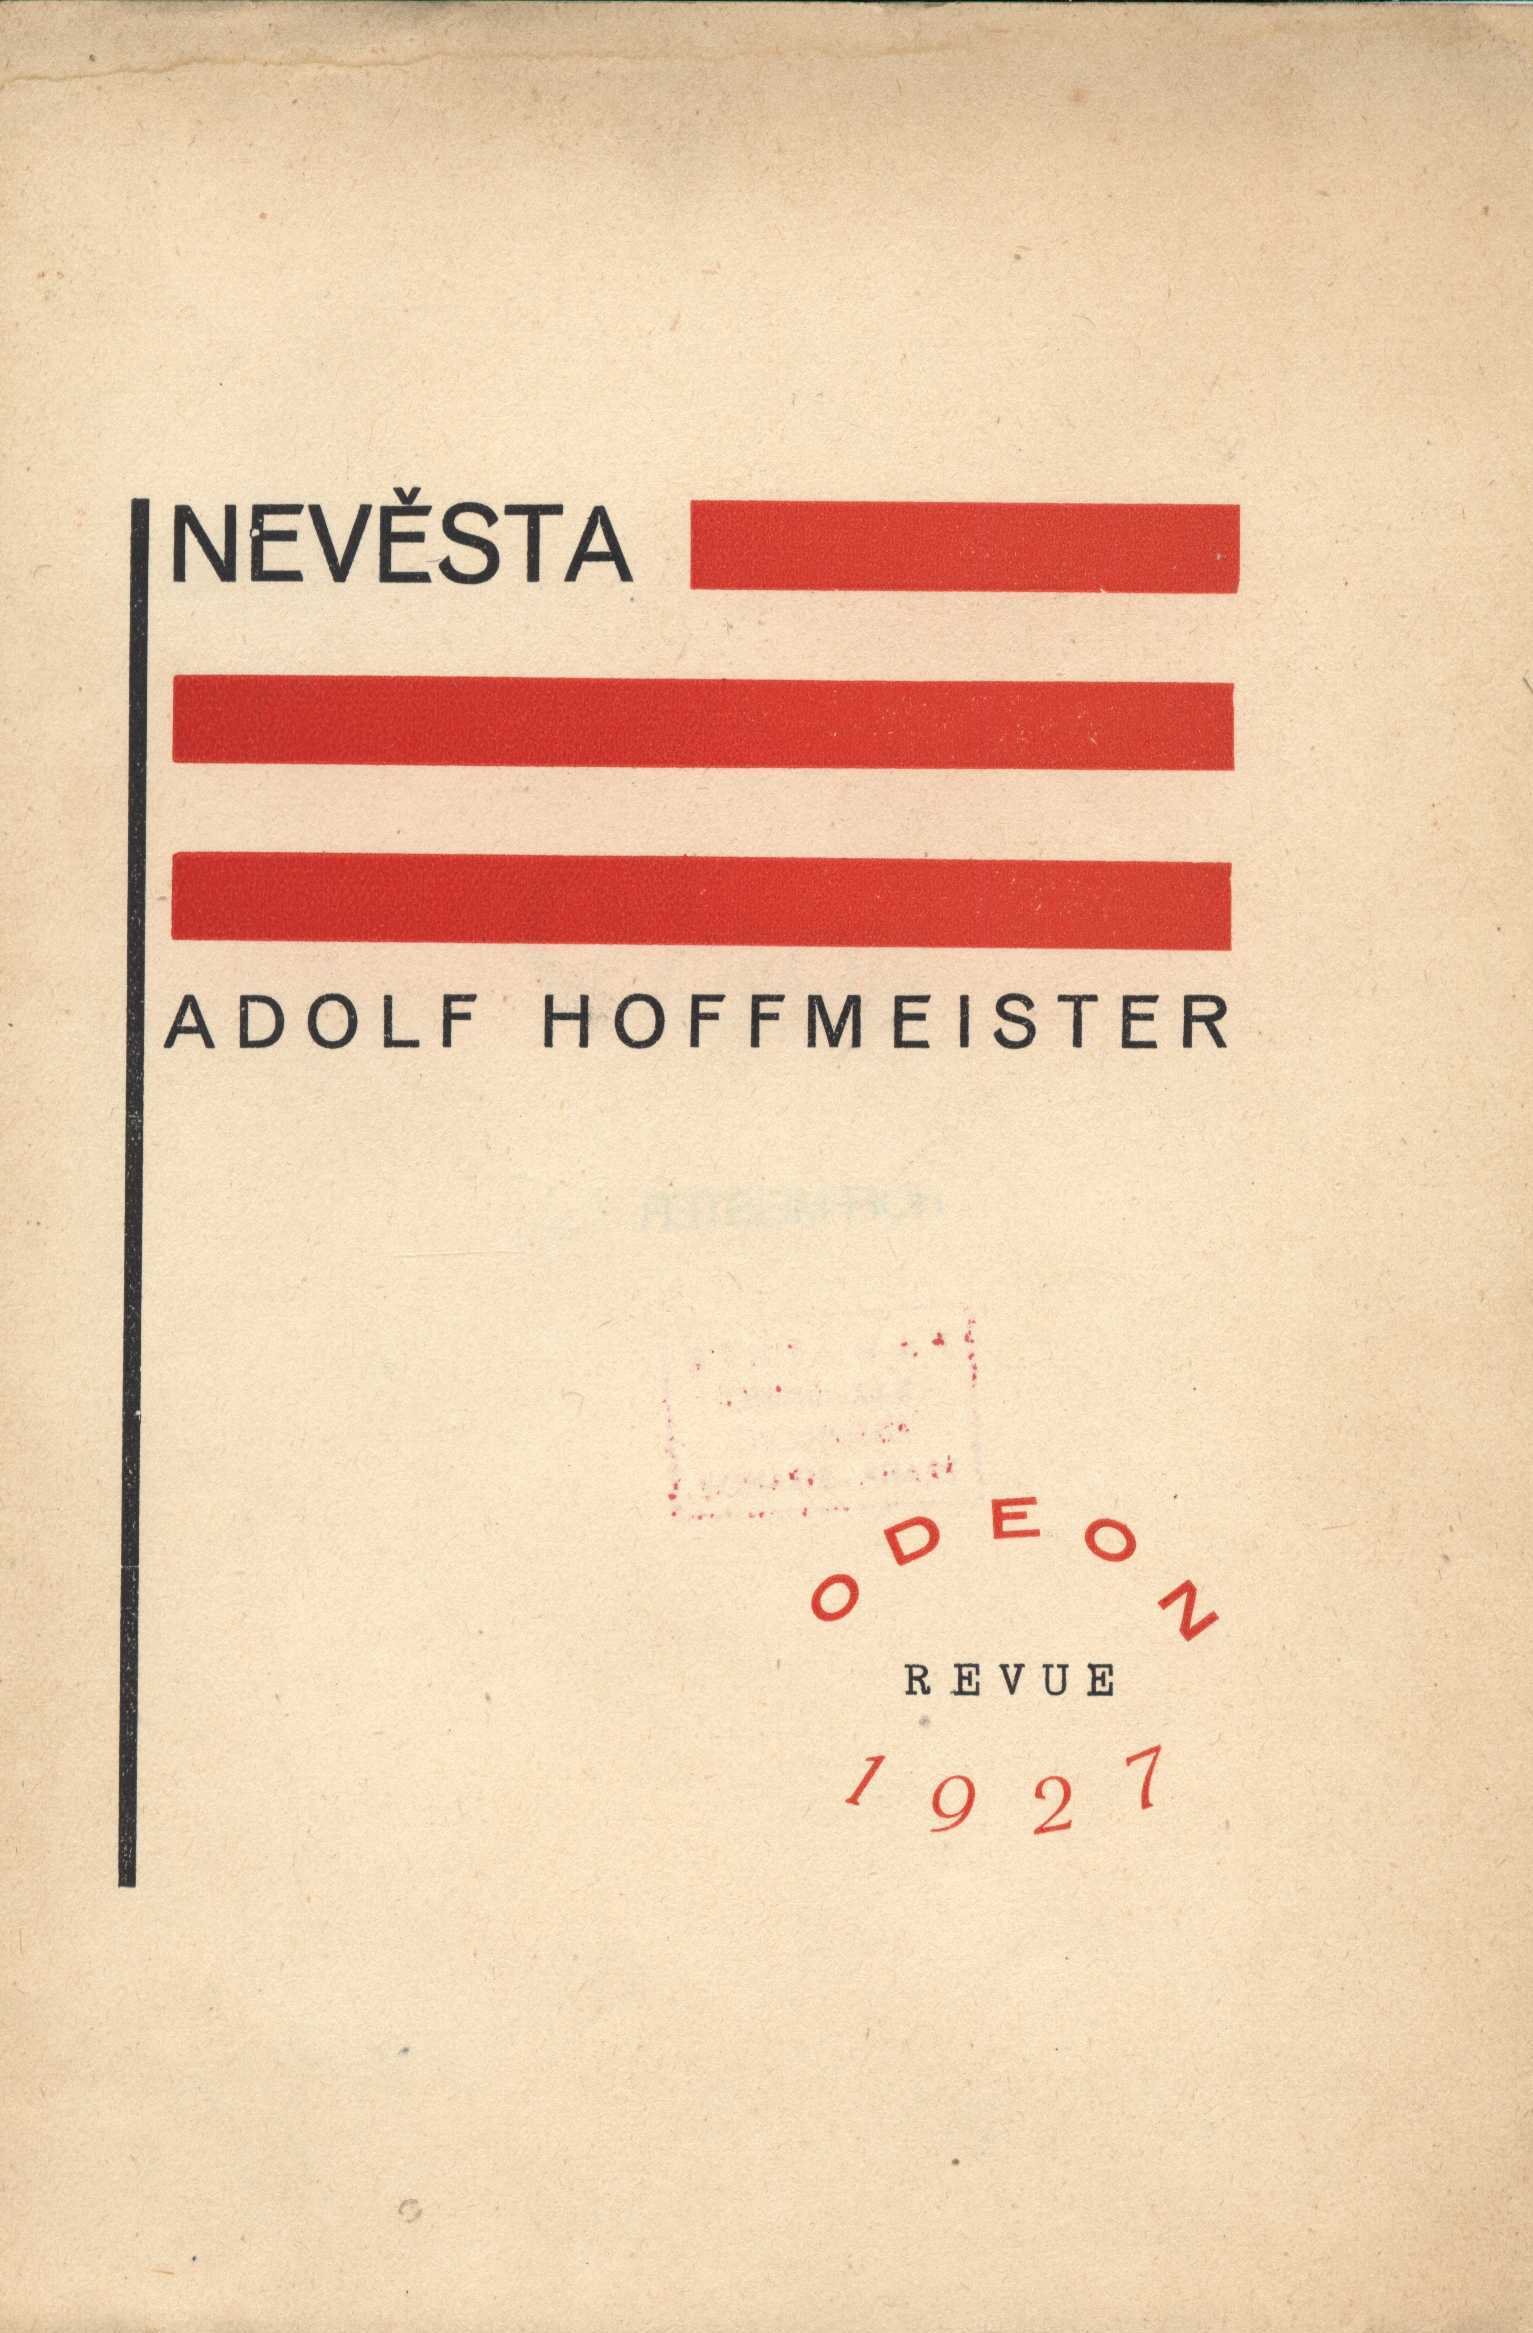 NEVĚSTA
ADOLF HOFFMEISTER
ODEON
REVUE
1927